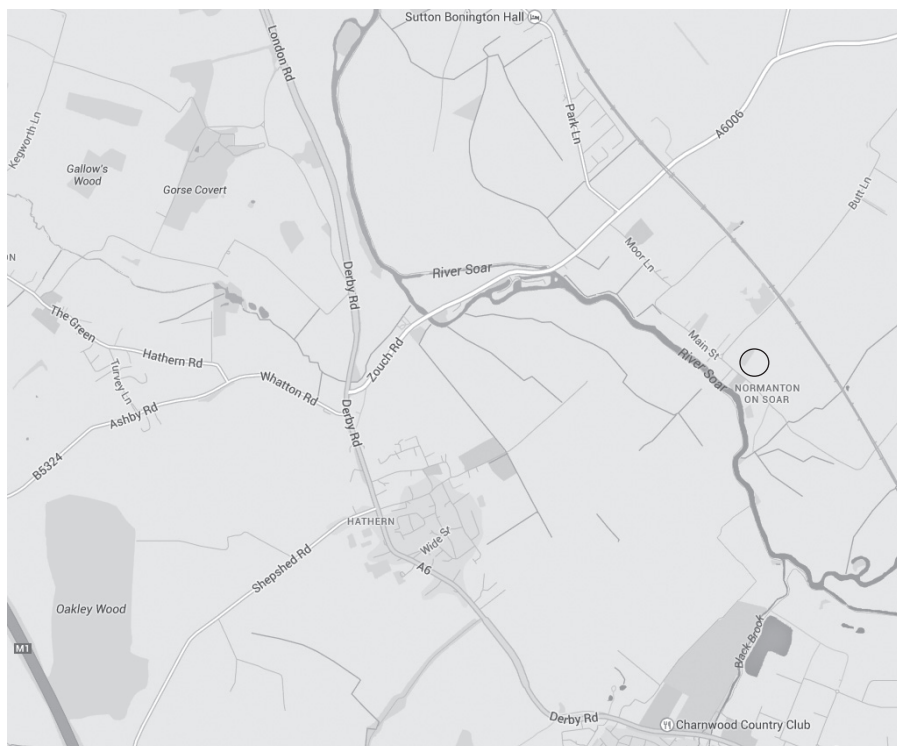 Sutton Bonington Hall
London Rd
Kegworth Ln
Park Ln
A6006
Gallow's
Wood
Gorse Covert
Butt Ln
Moor Ln
ON
River Soar
Derby Rd
The Green
Main St
Zouch Rd
Hathern Rd
River Soar
Turvey Ln
Whatton Rd
NORMANTON
ON SOAR
Ashby Rd
Derby Rd
B5324
HATHERN
Wide St
Shepshed Rd
A6
Oakley Wood
M1
Black Broo
Derby Rd
Charnwood Country Club